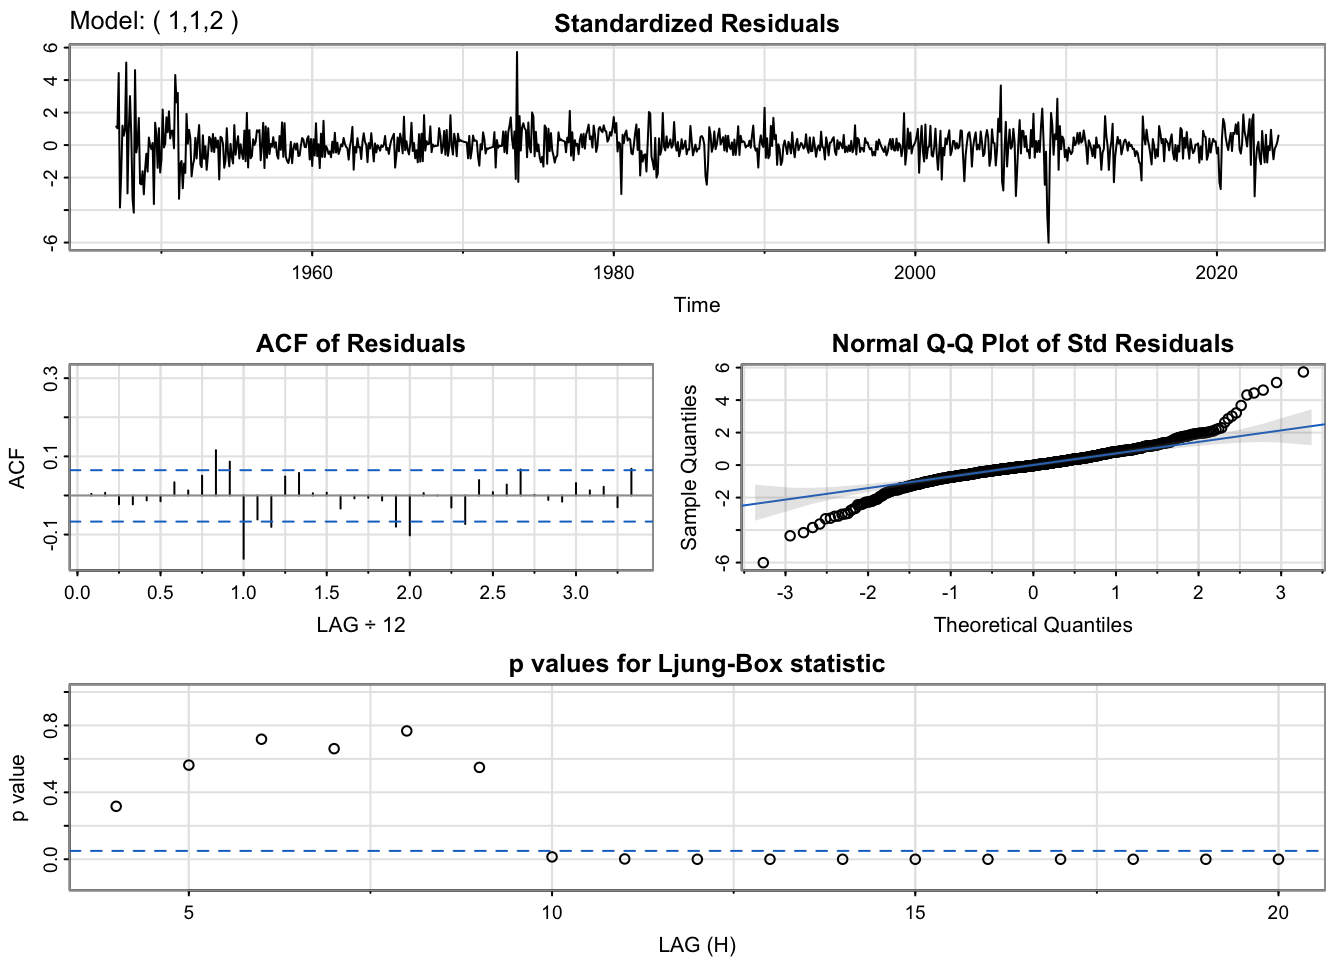 Model: ( 1,1,2 )
Standardized Residuals
6
4
2
0
-2
-6
1960 1980 2000 2020
Time
ACF of Residuals
0.3
0.1
-0.1
ACF
0.0 0.5 1.0 1.5 2.0 2.5 3.0
LAG ÷ 12
Normal Q-Q Plot of Std Residuals
6
4
2
0
-2
-6
Sample Quantiles
-3 -2 -1 0 1 2 3
Theoretical Quantiles
p values for Ljung-Box statistic
0.8
0.4
0.0
p value
5 10 15 20
LAG (H)